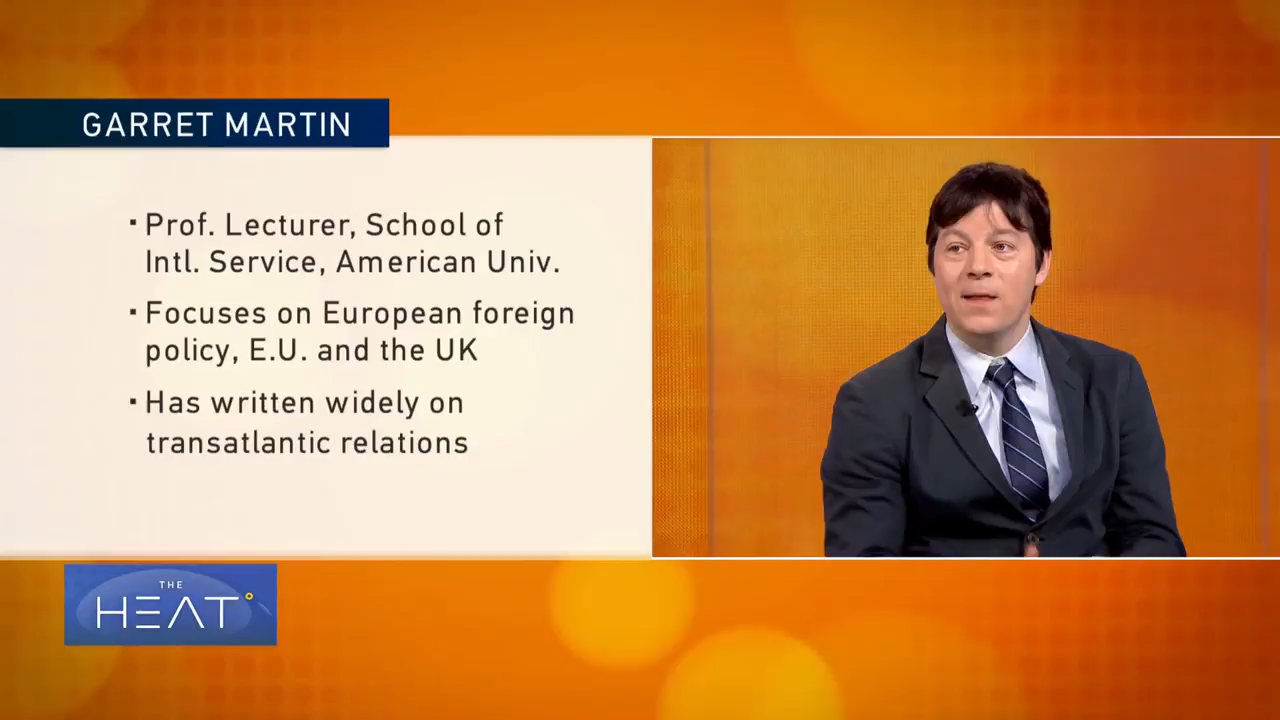 GARRET MARTIN
▪ Prof. Lecturer, School of
Intl. Service, American Univ.
▪ Focuses on European foreign
policy, E.U. and the UK
▪ Has written widely on
transatlantic relations
THE
HEAT°